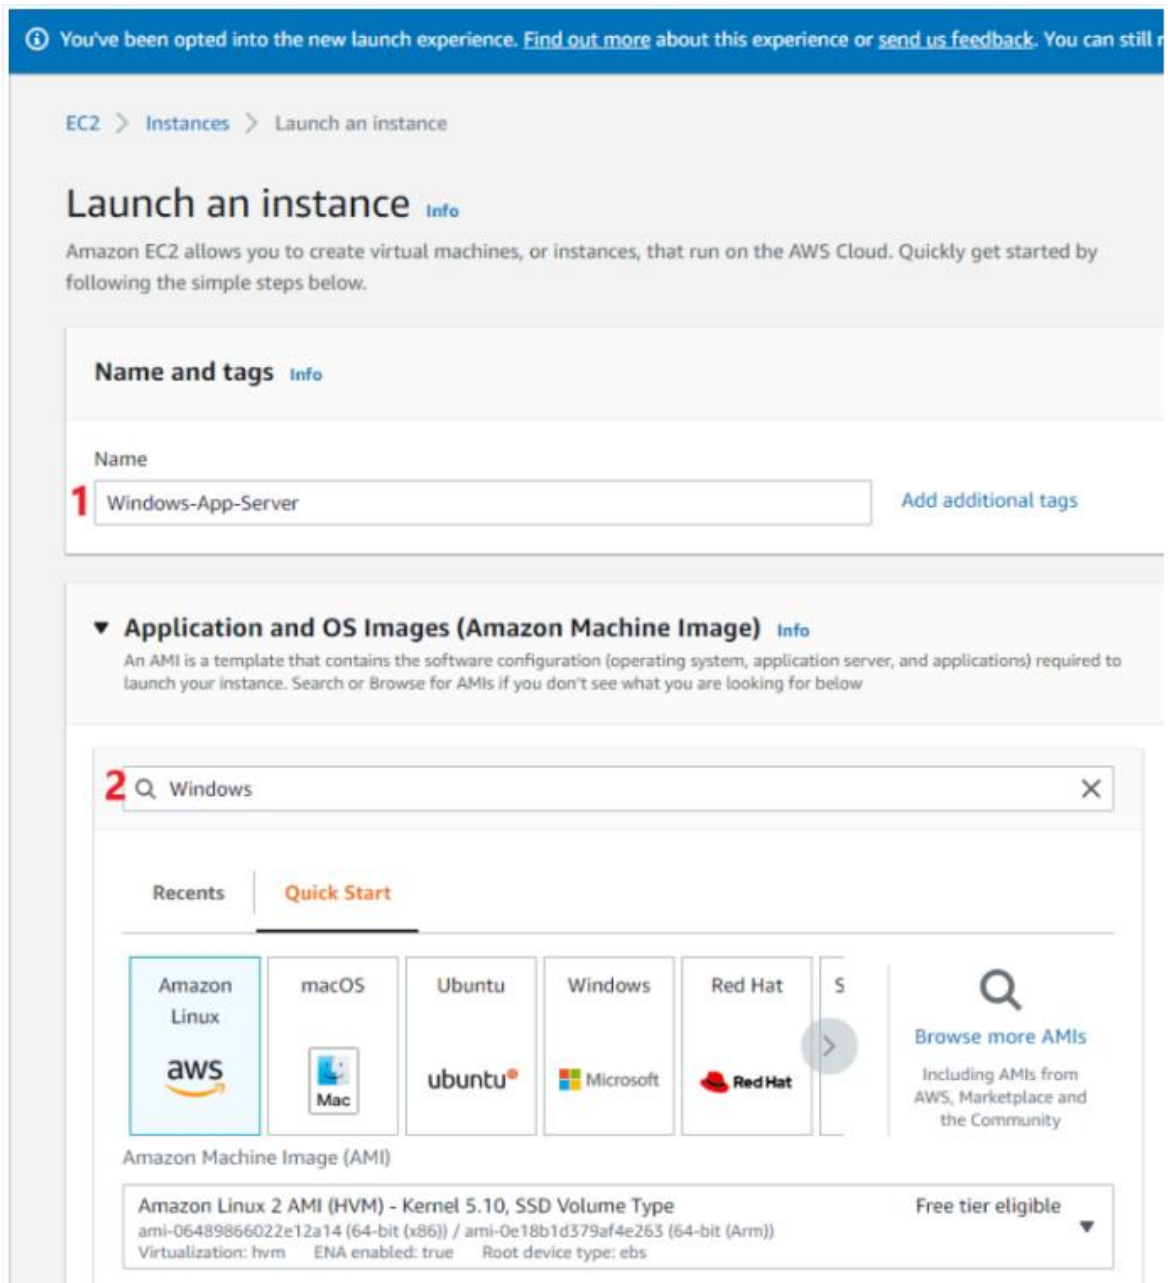 You've been opted into the new launch experience. Find out more about this experience or send us feedback. You can still
EC2 > Instances > Launch an instance
Launch an instance Info
Amazon EC2 allows you to create virtual machines, or instances, that run on the AWS Cloud. Quickly get started by
following the simple steps below.
Name and tags Info
Name
1 Windows-App-Server Add additional tags
Application and OS Images (Amazon Machine Image) Info
An AMI is a template that contains the software configuration (operating system, application server, and applications) required to
launch your instance. Search or Browse for AMIs if you don't see what you are looking for below
2 Windows
Recents Quick Start
Amazon Linux
aws
macOS
Mac
Ubuntu
ubuntu
Windows
Microsoft
Red Hat
Red Hat
S
Browse more AMIs
Including AMIs from
AWS, Marketplace and
the Community
Amazon Machine Image (AMI)
Amazon Linux 2 AMI (HVM) - Kernel 5.10, SSD Volume Type Free tier eligible
ami-06489866022e12a14 (64-bit (x86)) / ami-0e18b1d379af4e263 (64-bit (Arm))
Virtualization: hvm ENA enabled: true Root device type: ebs